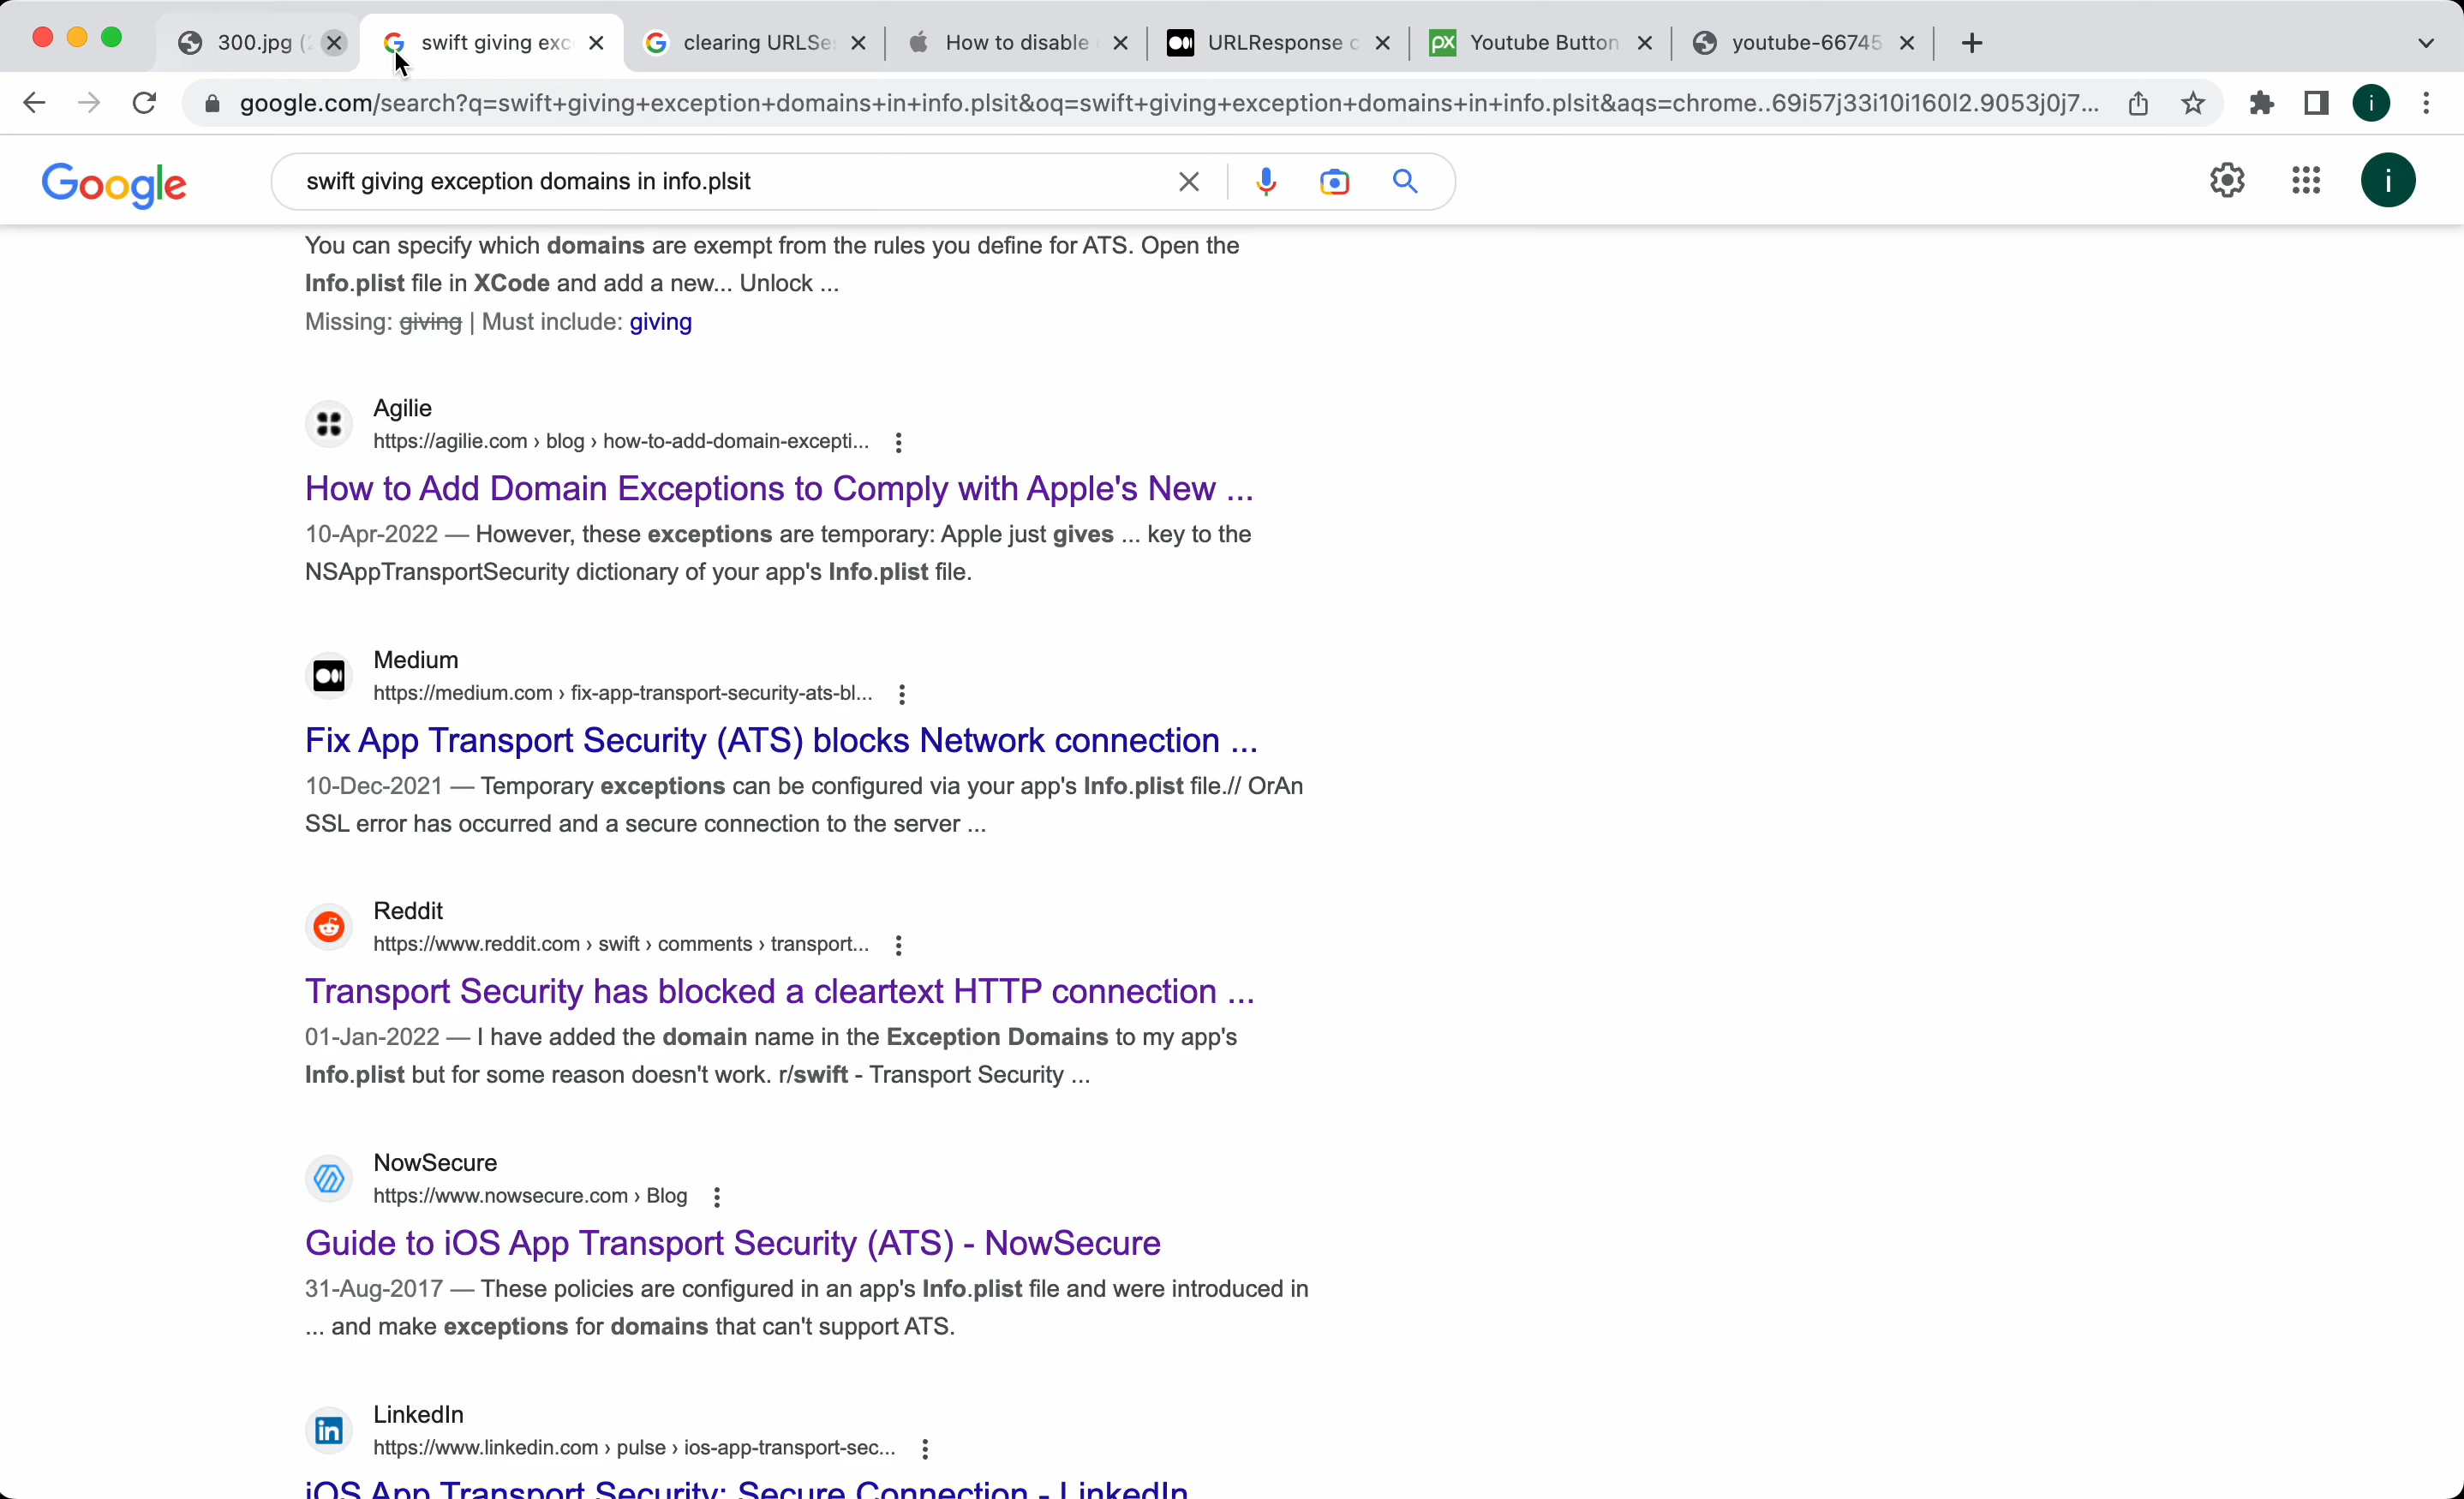 300.jpg (
swift giving exc
clearing URLSe
How to disable
URLResponse c
Youtube Button
youtube-66745
google.com/search?q=swift+giving+exception+domains+in+info.plsit&oq=swift+giving+exception+domains+in+info.plsit&aqs=chrome..69i57j33i10i160l2.9053j0j7...
i
Google
swift giving exception domains in info.plsit
i
You can specify which domains are exempt from the rules you define for ATS. Open the
Info.plist file in XCode and add a new... Unlock ...
Missing: giving | Must include: giving
Agilie
https://agilie.com › blog › how-to-add-domain-excepti...
How to Add Domain Exceptions to Comply with Apple's New ...
10-Apr-2022 — However, these exceptions are temporary: Apple just gives ... key to the
NSAppTransportSecurity dictionary of your app's Info.plist file.
Medium
https://medium.com › fix-app-transport-security-ats-bl...
Fix App Transport Security (ATS) blocks Network connection ...
10-Dec-2021 — Temporary exceptions can be configured via your app's Info.plist file.// OrAn
SSL error has occurred and a secure connection to the server ...
Reddit
https://www.reddit.com › swift › comments › transport...
Transport Security has blocked a cleartext HTTP connection ...
01-Jan-2022 — I have added the domain name in the Exception Domains to my app's
Info.plist but for some reason doesn't work. r/swift - Transport Security ...
NowSecure
https://www.nowsecure.com › Blog
Guide to iOS App Transport Security (ATS) - NowSecure
31-Aug-2017 — These policies are configured in an app's Info.plist file and were introduced in
... and make exceptions for domains that can't support ATS.
LinkedIn
https://www.linkedin.com › pulse › ios-app-transport-sec...
iOS App Transport Security: Secure Connection - LinkedIn